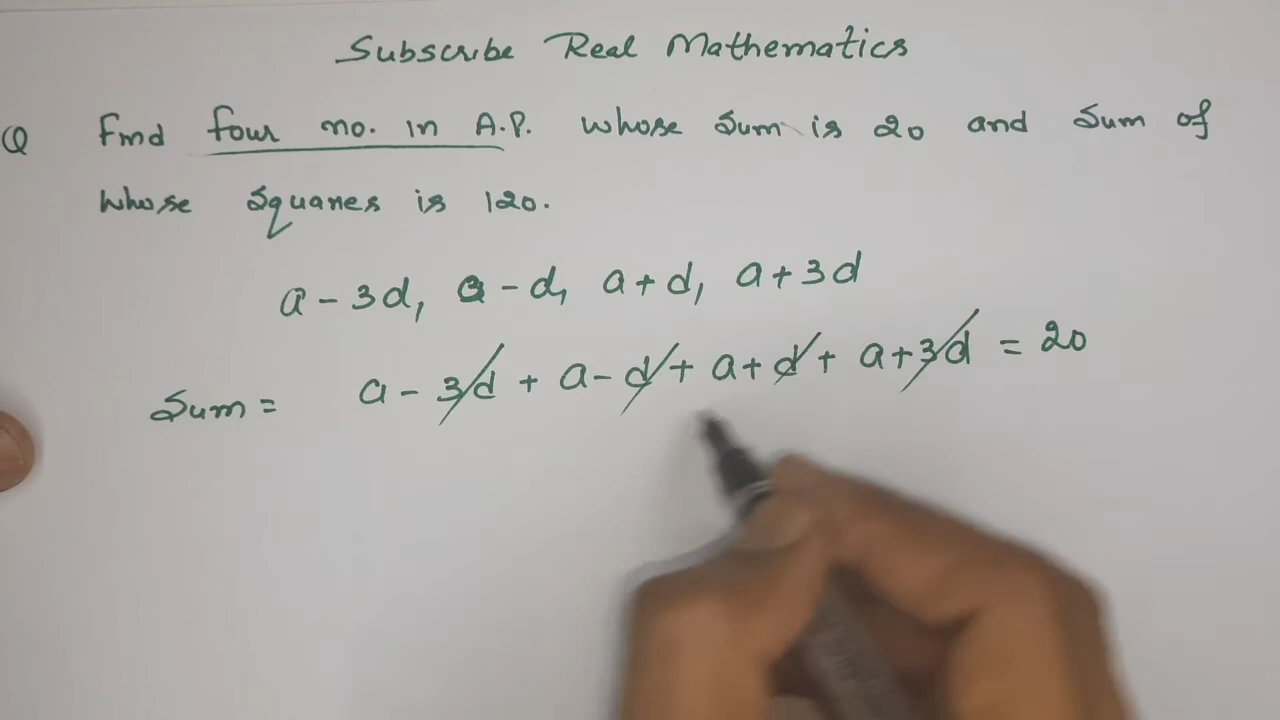 Subscribe Real Mathematics
Q Find four no. in A.P. whose Sum is 20 and Sum of
whose Squares is 120.
a - 3d, a - d, a + d, a + 3d
Sum = a - 3d + a - d + a + d + a + 3d = 20